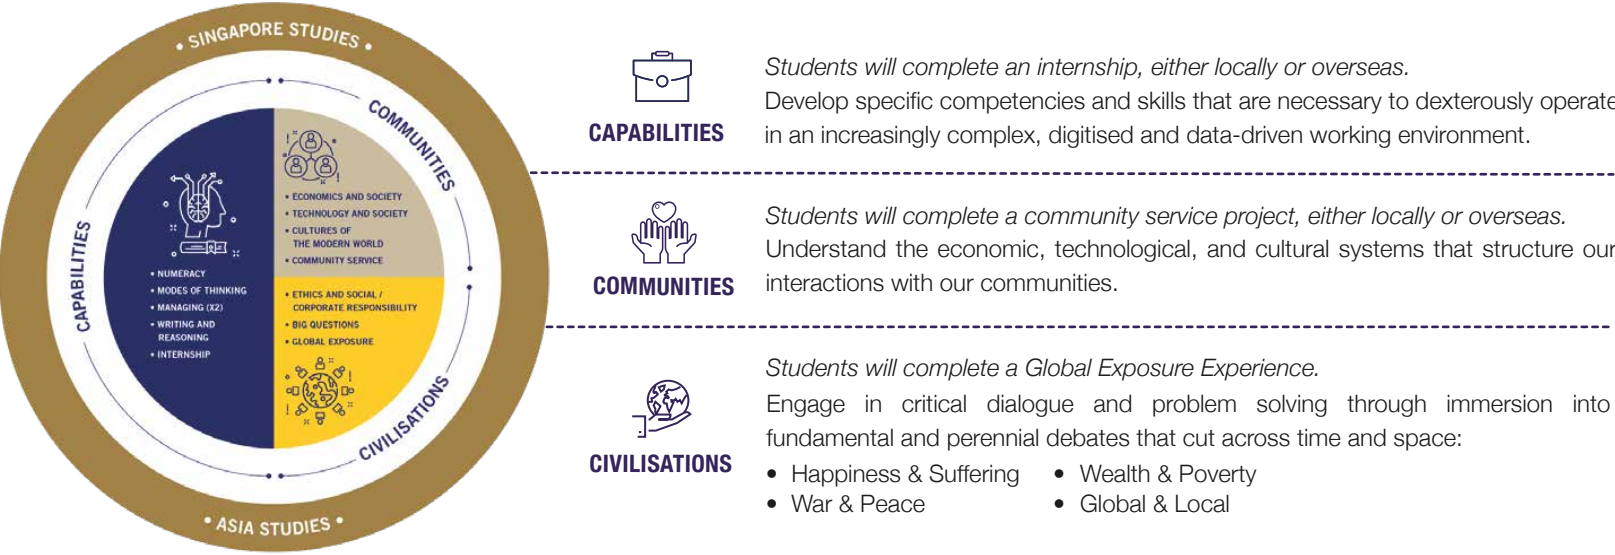 • SINGAPORE STUDIES •
COMMUNITIES
CAPABILITIES
CIVILISATIONS
• ASIA STUDIES •
• NUMERACY
• MODES OF THINKING
• MANAGING (X2)
• WRITING AND
REASONING
• INTERNSHIP
• ECONOMICS AND SOCIETY
• TECHNOLOGY AND SOCIETY
• CULTURES OF
THE MODERN WORLD
• COMMUNITY SERVICE
• ETHICS AND SOCIAL /
CORPORATE RESPONSIBILITY
• BIG QUESTIONS
• GLOBAL EXPOSURE
CAPABILITIES
Students will complete an internship, either locally or overseas.
Develop specific competencies and skills that are necessary to dexterously operate
in an increasingly complex, digitised and data-driven working environment.
COMMUNITIES
Students will complete a community service project, either locally or overseas.
Understand the economic, technological, and cultural systems that structure our
interactions with our communities.
CIVILISATIONS
Students will complete a Global Exposure Experience.
Engage in critical dialogue and problem solving through immersion into
fundamental and perennial debates that cut across time and space:
• Happiness & Suffering • Wealth & Poverty
• War & Peace • Global & Local